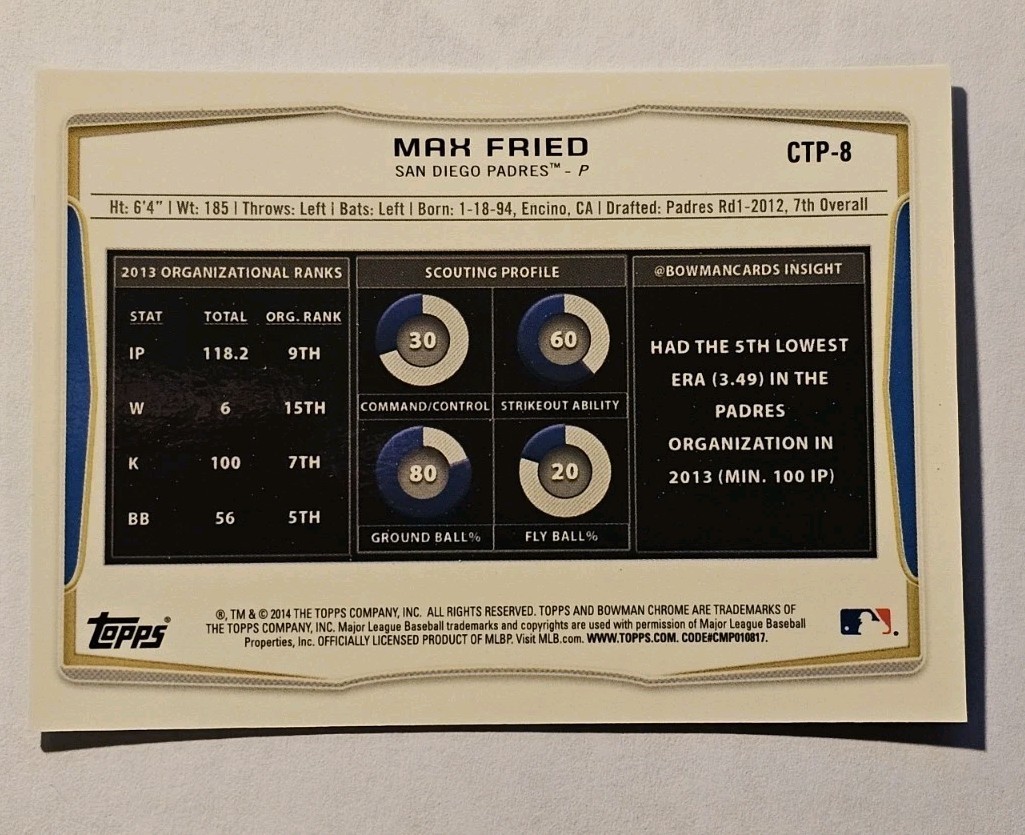 MAX FRIED
CTP-8
SAN DIEGO PADRES™ - P
Ht: 6'4" | Wt: 185 | Throws: Left | Bats: Left | Born: 1-18-94, Encino, CA | Drafted: Padres Rd1-2012, 7th Overall
2013 ORGANIZATIONAL RANKS
STAT TOTAL ORG. RANK
IP 118.2 9TH
W 6 15TH
K 100 7TH
BB 56 5TH
SCOUTING PROFILE
30 60
COMMAND/CONTROL STRIKEOUT ABILITY
80 20
GROUND BALL% FLY BALL%
@BOWMANCARDS INSIGHT
HAD THE 5TH LOWEST
ERA (3.49) IN THE
PADRES
ORGANIZATION IN
2013 (MIN. 100 IP)
Topps®
®, TM & © 2014 THE TOPPS COMPANY, INC. ALL RIGHTS RESERVED. TOPPS AND BOWMAN CHROME ARE TRADEMARKS OF
THE TOPPS COMPANY, INC. Major League Baseball trademarks and copyrights are used with permission of Major League Baseball
Properties, Inc. OFFICIALLY LICENSED PRODUCT OF MLBP. Visit MLB.com. WWW.TOPPS.COM. CODE#CMP010817.